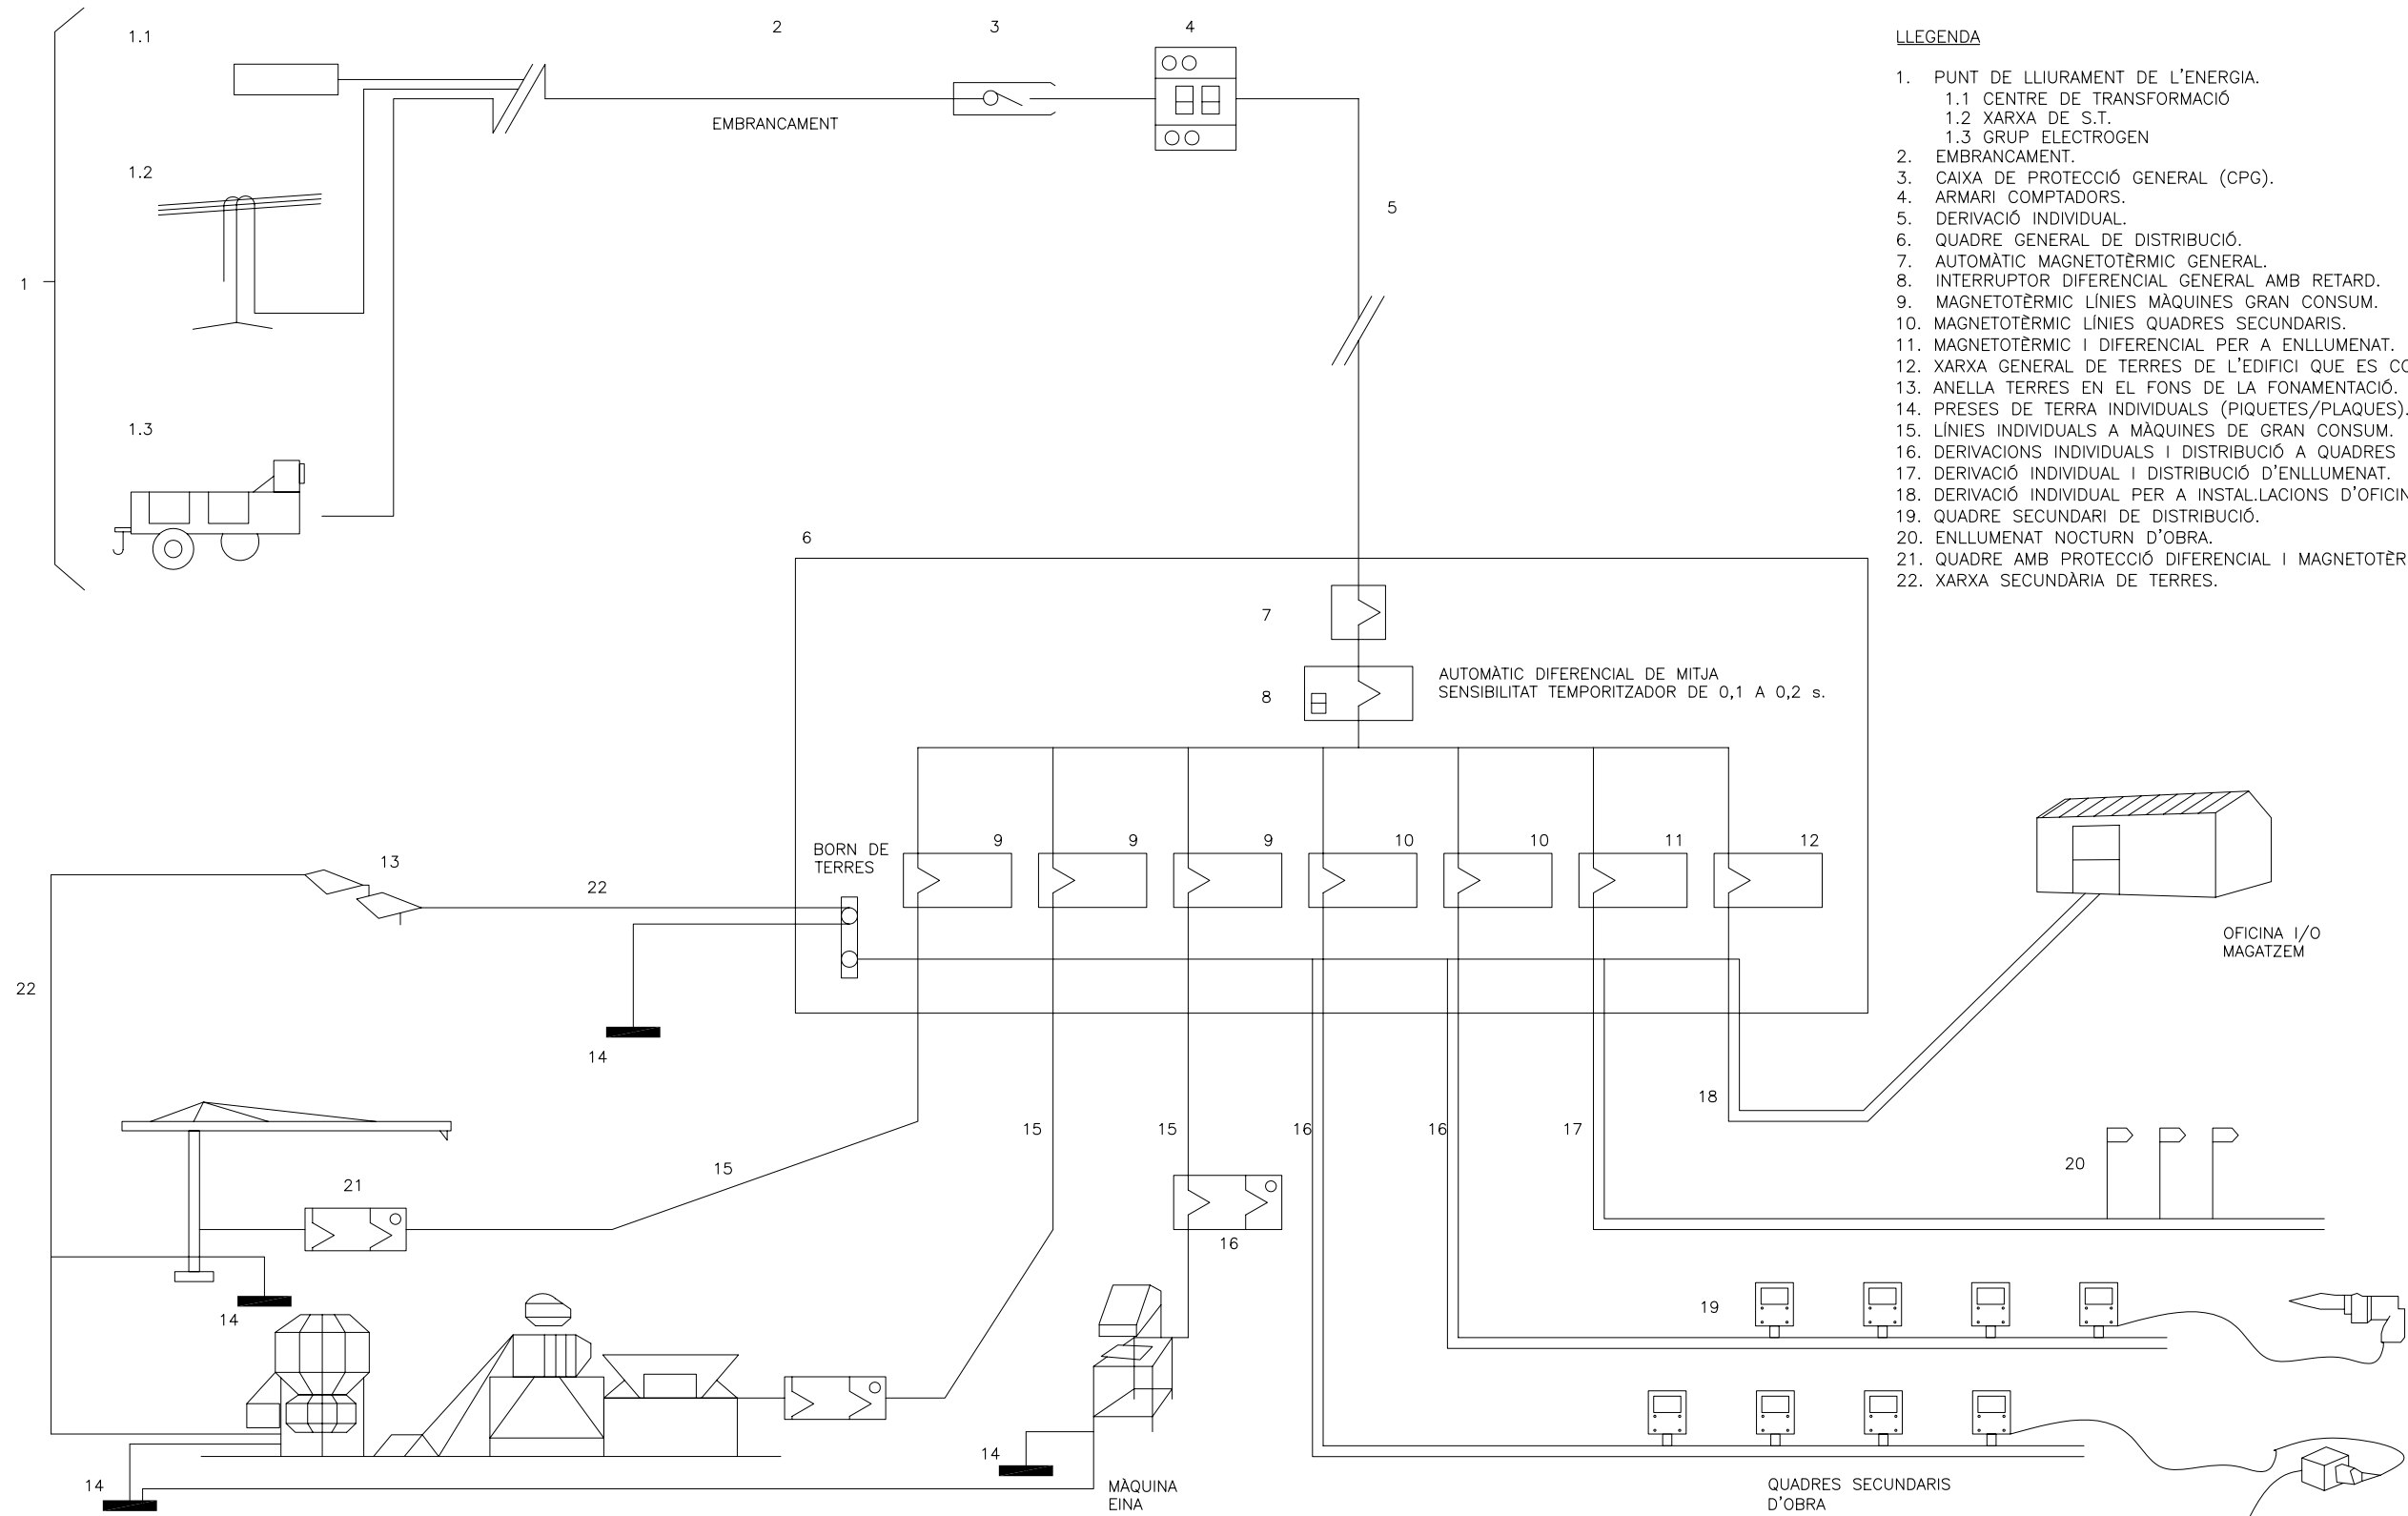 1.1
2
3
4
EMBRANCAMENT
1.2
5
1
1.3
LLEGENDA
1. PUNT DE LLIURAMENT DE L'ENERGIA.
1.1 CENTRE DE TRANSFORMACIÓ
1.2 XARXA DE S.T.
1.3 GRUP ELECTROGEN
2. EMBRANCAMENT.
3. CAIXA DE PROTECCIÓ GENERAL (CPG).
4. ARMARI COMPTADORS.
5. DERIVACIÓ INDIVIDUAL.
6. QUADRE GENERAL DE DISTRIBUCIÓ.
7. AUTOMÀTIC MAGNETOTÈRMIC GENERAL.
8. INTERRUPTOR DIFERENCIAL GENERAL AMB RETARD.
9. MAGNETOTÈRMIC LÍNIES MÀQUINES GRAN CONSUM.
10. MAGNETOTÈRMIC LÍNIES QUADRES SECUNDARIS.
11. MAGNETOTÈRMIC I DIFERENCIAL PER A ENLLUMENAT.
12. XARXA GENERAL DE TERRES DE L'EDIFICI QUE ES
13. ANELLA TERRES EN EL FONS DE LA FONAMENTACIÓ.
14. PRESES DE TERRA INDIVIDUALS (PIQUETES/PLAQUES).
15. LÍNIES INDIVIDUALS A MÀQUINES DE GRAN CONSUM.
16. DERIVACIONS INDIVIDUALS I DISTRIBUCIÓ A QUADRES
17. DERIVACIÓ INDIVIDUAL I DISTRIBUCIÓ D'ENLLUMENAT.
18. DERIVACIÓ INDIVIDUAL PER A INSTAL.LACIONS
19. QUADRE SECUNDARI DE DISTRIBUCIÓ.
20. ENLLUMENAT NOCTURN D'OBRA.
21. QUADRE AMB PROTECCIÓ DIFERENCIAL I
22. XARXA SECUNDÀRIA DE TERRES.
6
7
8
AUTOMÀTIC DIFERENCIAL DE MITJA
SENSIBILITAT TEMPORITZADOR DE 0,1 A 0,2 s.
BORN DE
TERRES
9
9
9
10
10
11
12
13
22
22
14
OFICINA I/O
MAGATZEM
18
15
15
16
16
17
15
20
21
16
14
19
14
14
MÀQUINA
EINA
QUADRES SECUNDARIS
D'OBRA